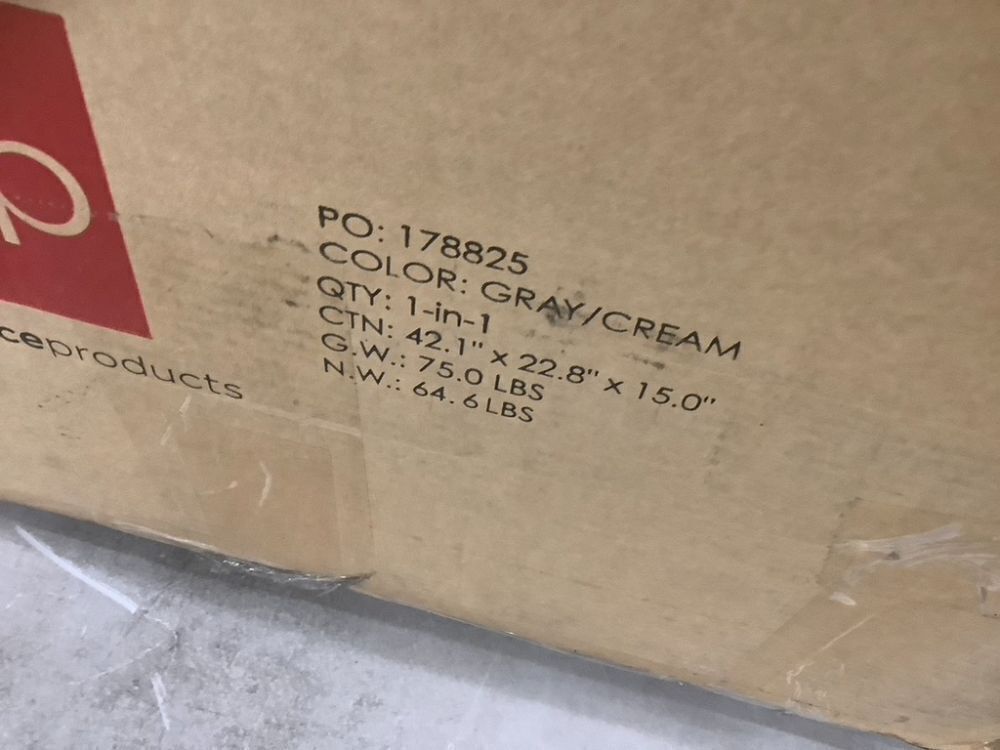 p
ceproducts
PO: 178825
COLOR: GRAY/CREAM
QTY: 1-in-1
CTN: 42.1" x 22.8" x 15.0"
G.W.: 75.0 LBS
N.W.: 64.6 LBS